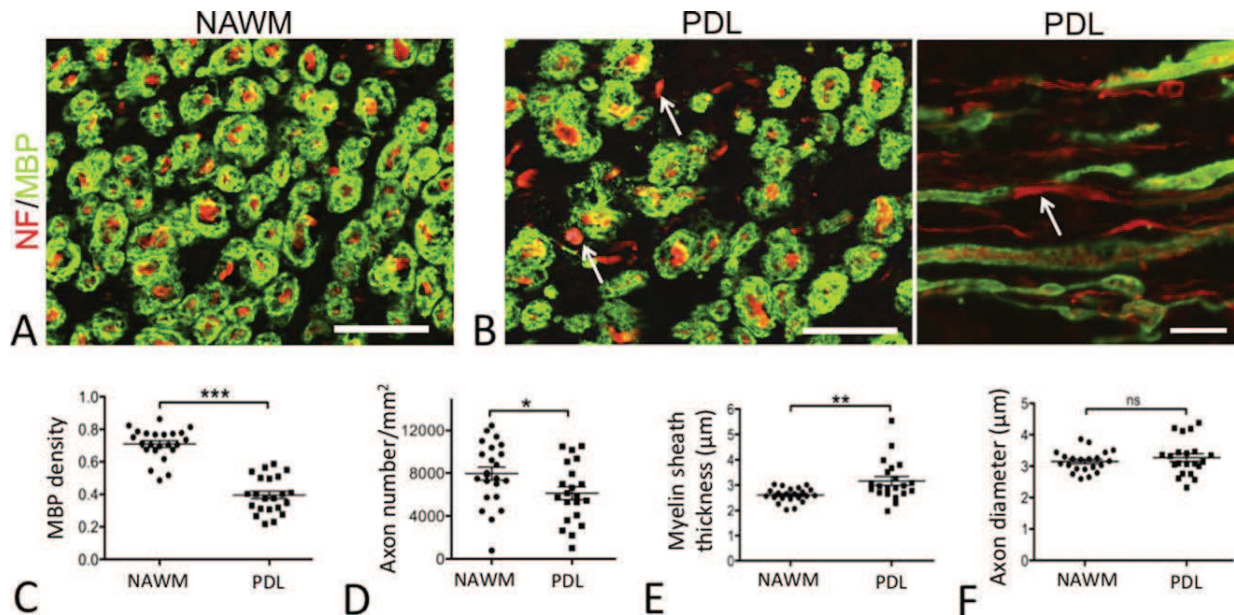 NAWM
PDL
PDL
NF/MBP
A
B
***
MBP density
1.0
0.8
0.6
0.4
0.2
0.0
NAWM
PDL
C
*
Axon number/mm²
12000
8000
4000
0
NAWM
PDL
D
**
Myelin sheath
thickness (μm)
6
5
4
3
2
1
0
NAWM
PDL
E
ns
Axon diameter (μm)
5
4
3
2
1
0
NAWM
PDL
F